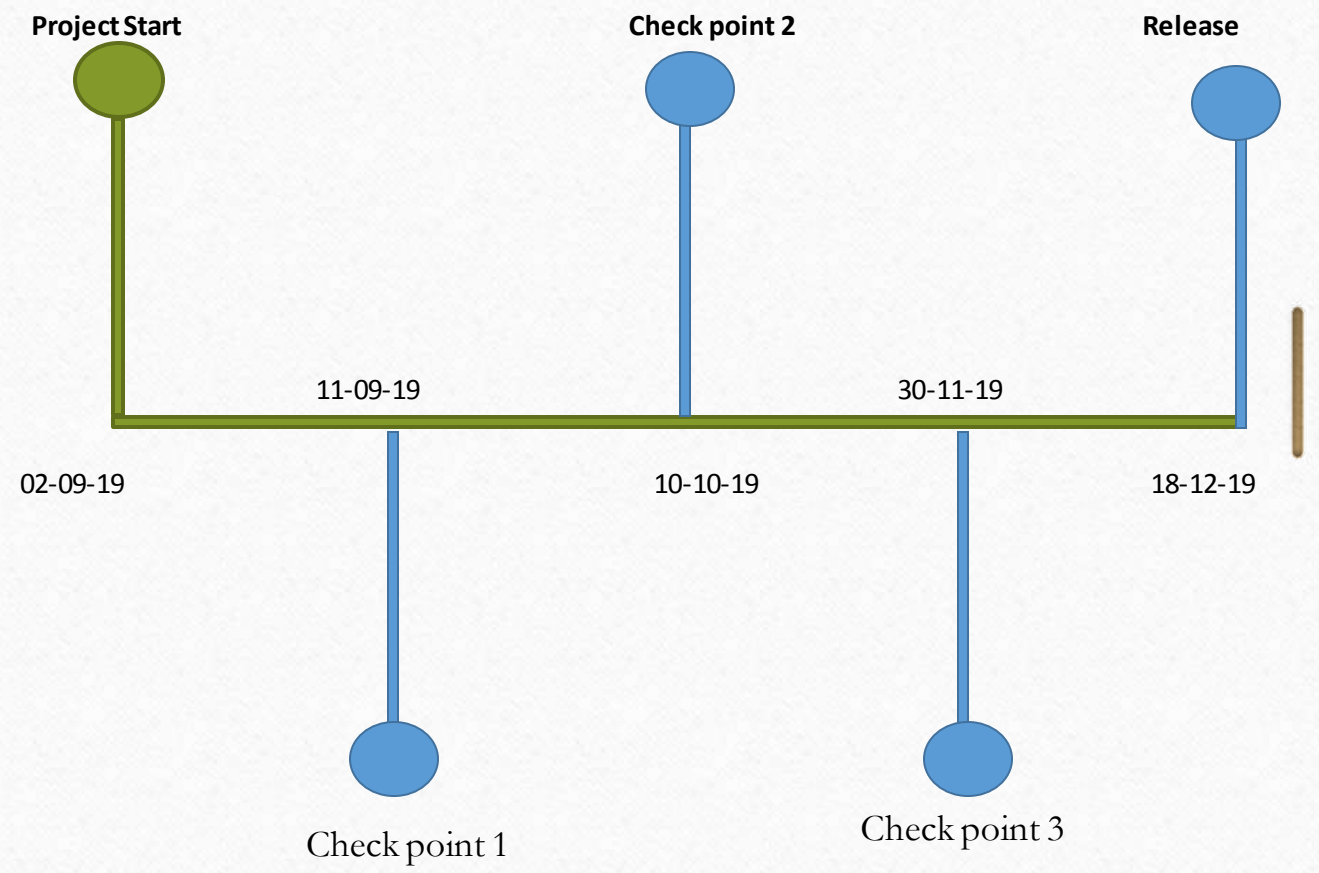 Project Start
Check point 2
Release
11-09-19
30-11-19
02-09-19
10-10-19
18-12-19
Check point 1
Check point 3